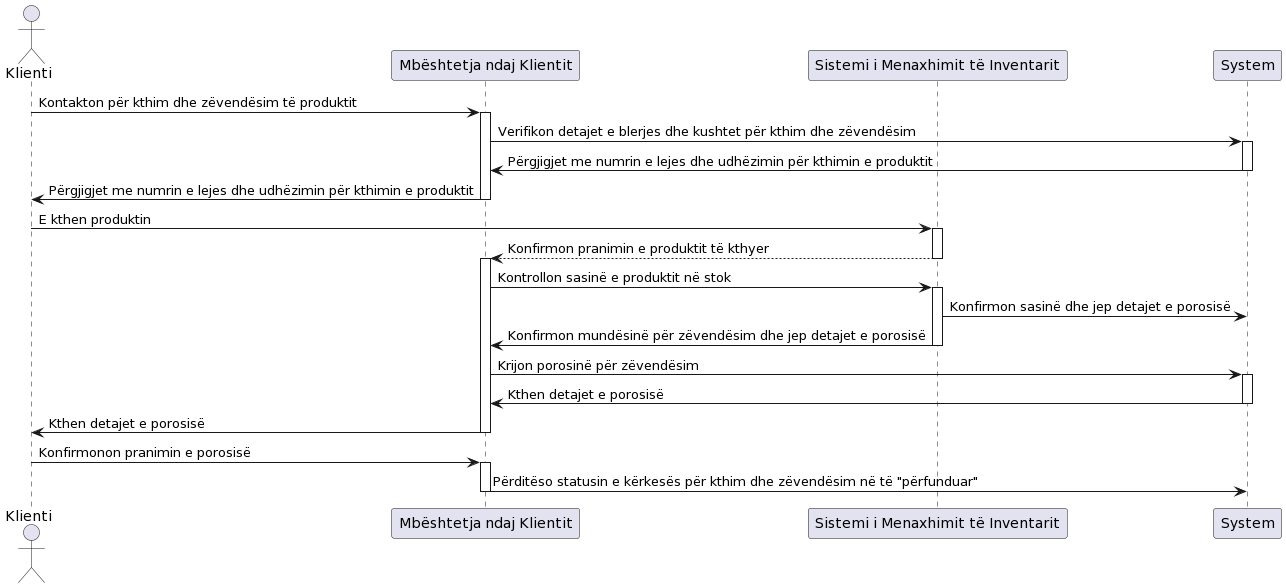 Klienti
Mbështetja ndaj Klientit
Sistemi i Menaxhimit të Inventarit
System
Kontakton për kthim dhe zëvendësim të produktit
Verifikon detajet e blerjes dhe kushtet për kthim dhe zëvendësim
Përgjigjet me numrin e lejes dhe udhëzimin për kthimin e produktit
Përgjigjet me numrin e lejes dhe udhëzimin për kthimin e produktit
E kthen produktin
Konfirmon pranimin e produktit të kthyer
Kontrollon sasinë e produktit në stok
Konfirmon sasinë dhe jep detajet e porosisë
Konfirmon mundësinë për zëvendësim dhe jep detajet e porosisë
Krijon porosinë për zëvendësim
Kthen detajet e porosisë
Kthen detajet e porosisë
Konfirmonon pranimin e porosisë
Përditëso statusin e kërkesës për kthim dhe zëvendësim në të "përfunduar"
Klienti
Mbështetja ndaj Klientit
Sistemi i Menaxhimit të Inventarit
System